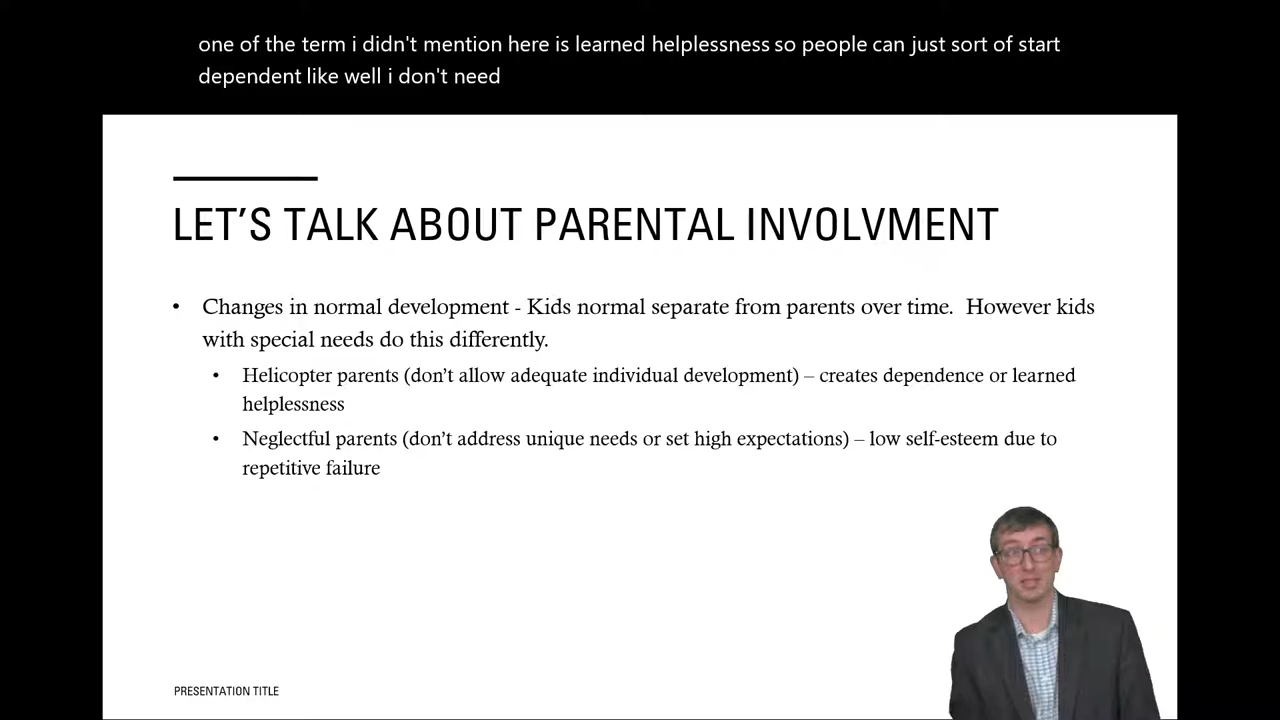 one of the term i didn't mention here is learned helplessness so people can just sort of start
dependent like well i don't need
LET'S TALK ABOUT PARENTAL INVOLVMENT
• Changes in normal development - Kids normal separate from parents over time.  However kids
with special needs do this differently.
• Helicopter parents (don't allow adequate individual development) – creates dependence or learned
helplessness
• Neglectful parents (don't address unique needs or set high expectations) – low self-esteem due to
repetitive failure
PRESENTATION TITLE